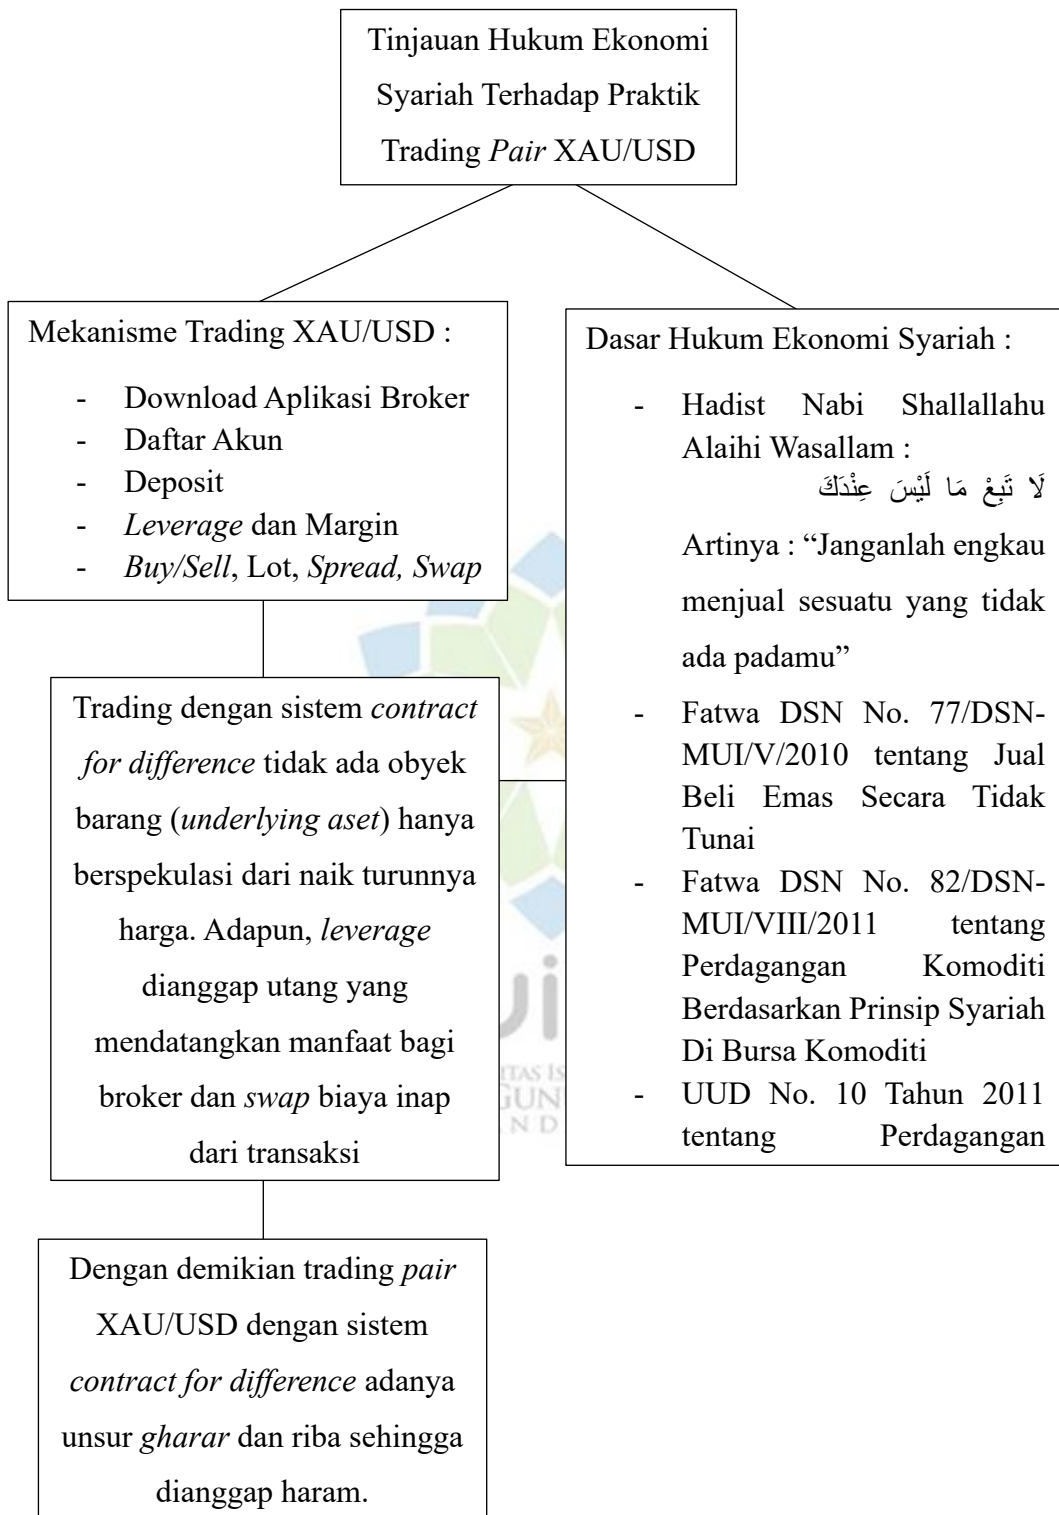 Tinjauan Hukum Ekonomi
Syariah Terhadap Praktik
Trading Pair XAU/USD
Mekanisme Trading XAU/USD :
- Download Aplikasi Broker
- Daftar Akun
- Deposit
- Leverage dan Margin
- Buy/Sell, Lot, Spread, Swap
Trading dengan sistem contract
for difference tidak ada obyek
barang (underlying aset) hanya
berspekulasi dari naik turunnya
harga. Adapun, leverage
dianggap utang yang
mendatangkan manfaat bagi
broker dan swap biaya inap
dari transaksi
Dengan demikian trading pair
XAU/USD dengan sistem
contract for difference adanya
unsur gharar dan riba sehingga
dianggap haram.
Dasar Hukum Ekonomi Syariah :
- Hadist Nabi Shallallahu
Alaihi Wasallam :
لَا تَبِعْ مَا لَيْسَ عِنْدَكَ
Artinya : “Janganlah engkau
menjual sesuatu yang tidak
ada padamu”
- Fatwa DSN No. 77/DSN-
MUI/V/2010 tentang Jual
Beli Emas Secara Tidak
Tunai
- Fatwa DSN No. 82/DSN-
MUI/VIII/2011 tentang
Perdagangan Komoditi
Berdasarkan Prinsip Syariah
Di Bursa Komoditi
- UUD No. 10 Tahun 2011
tentang Perdagangan